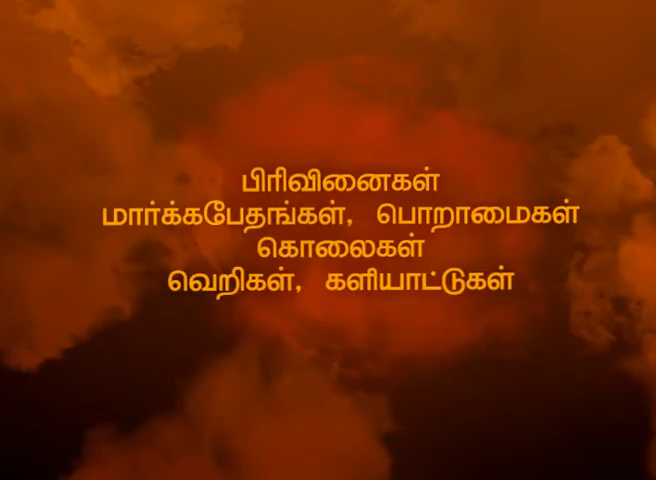 பிரிவினைகள்
மார்க்கபேதங்கள், பொறாமைகள்
கொலைகள்
வெறிகள், களியாட்டுகள்